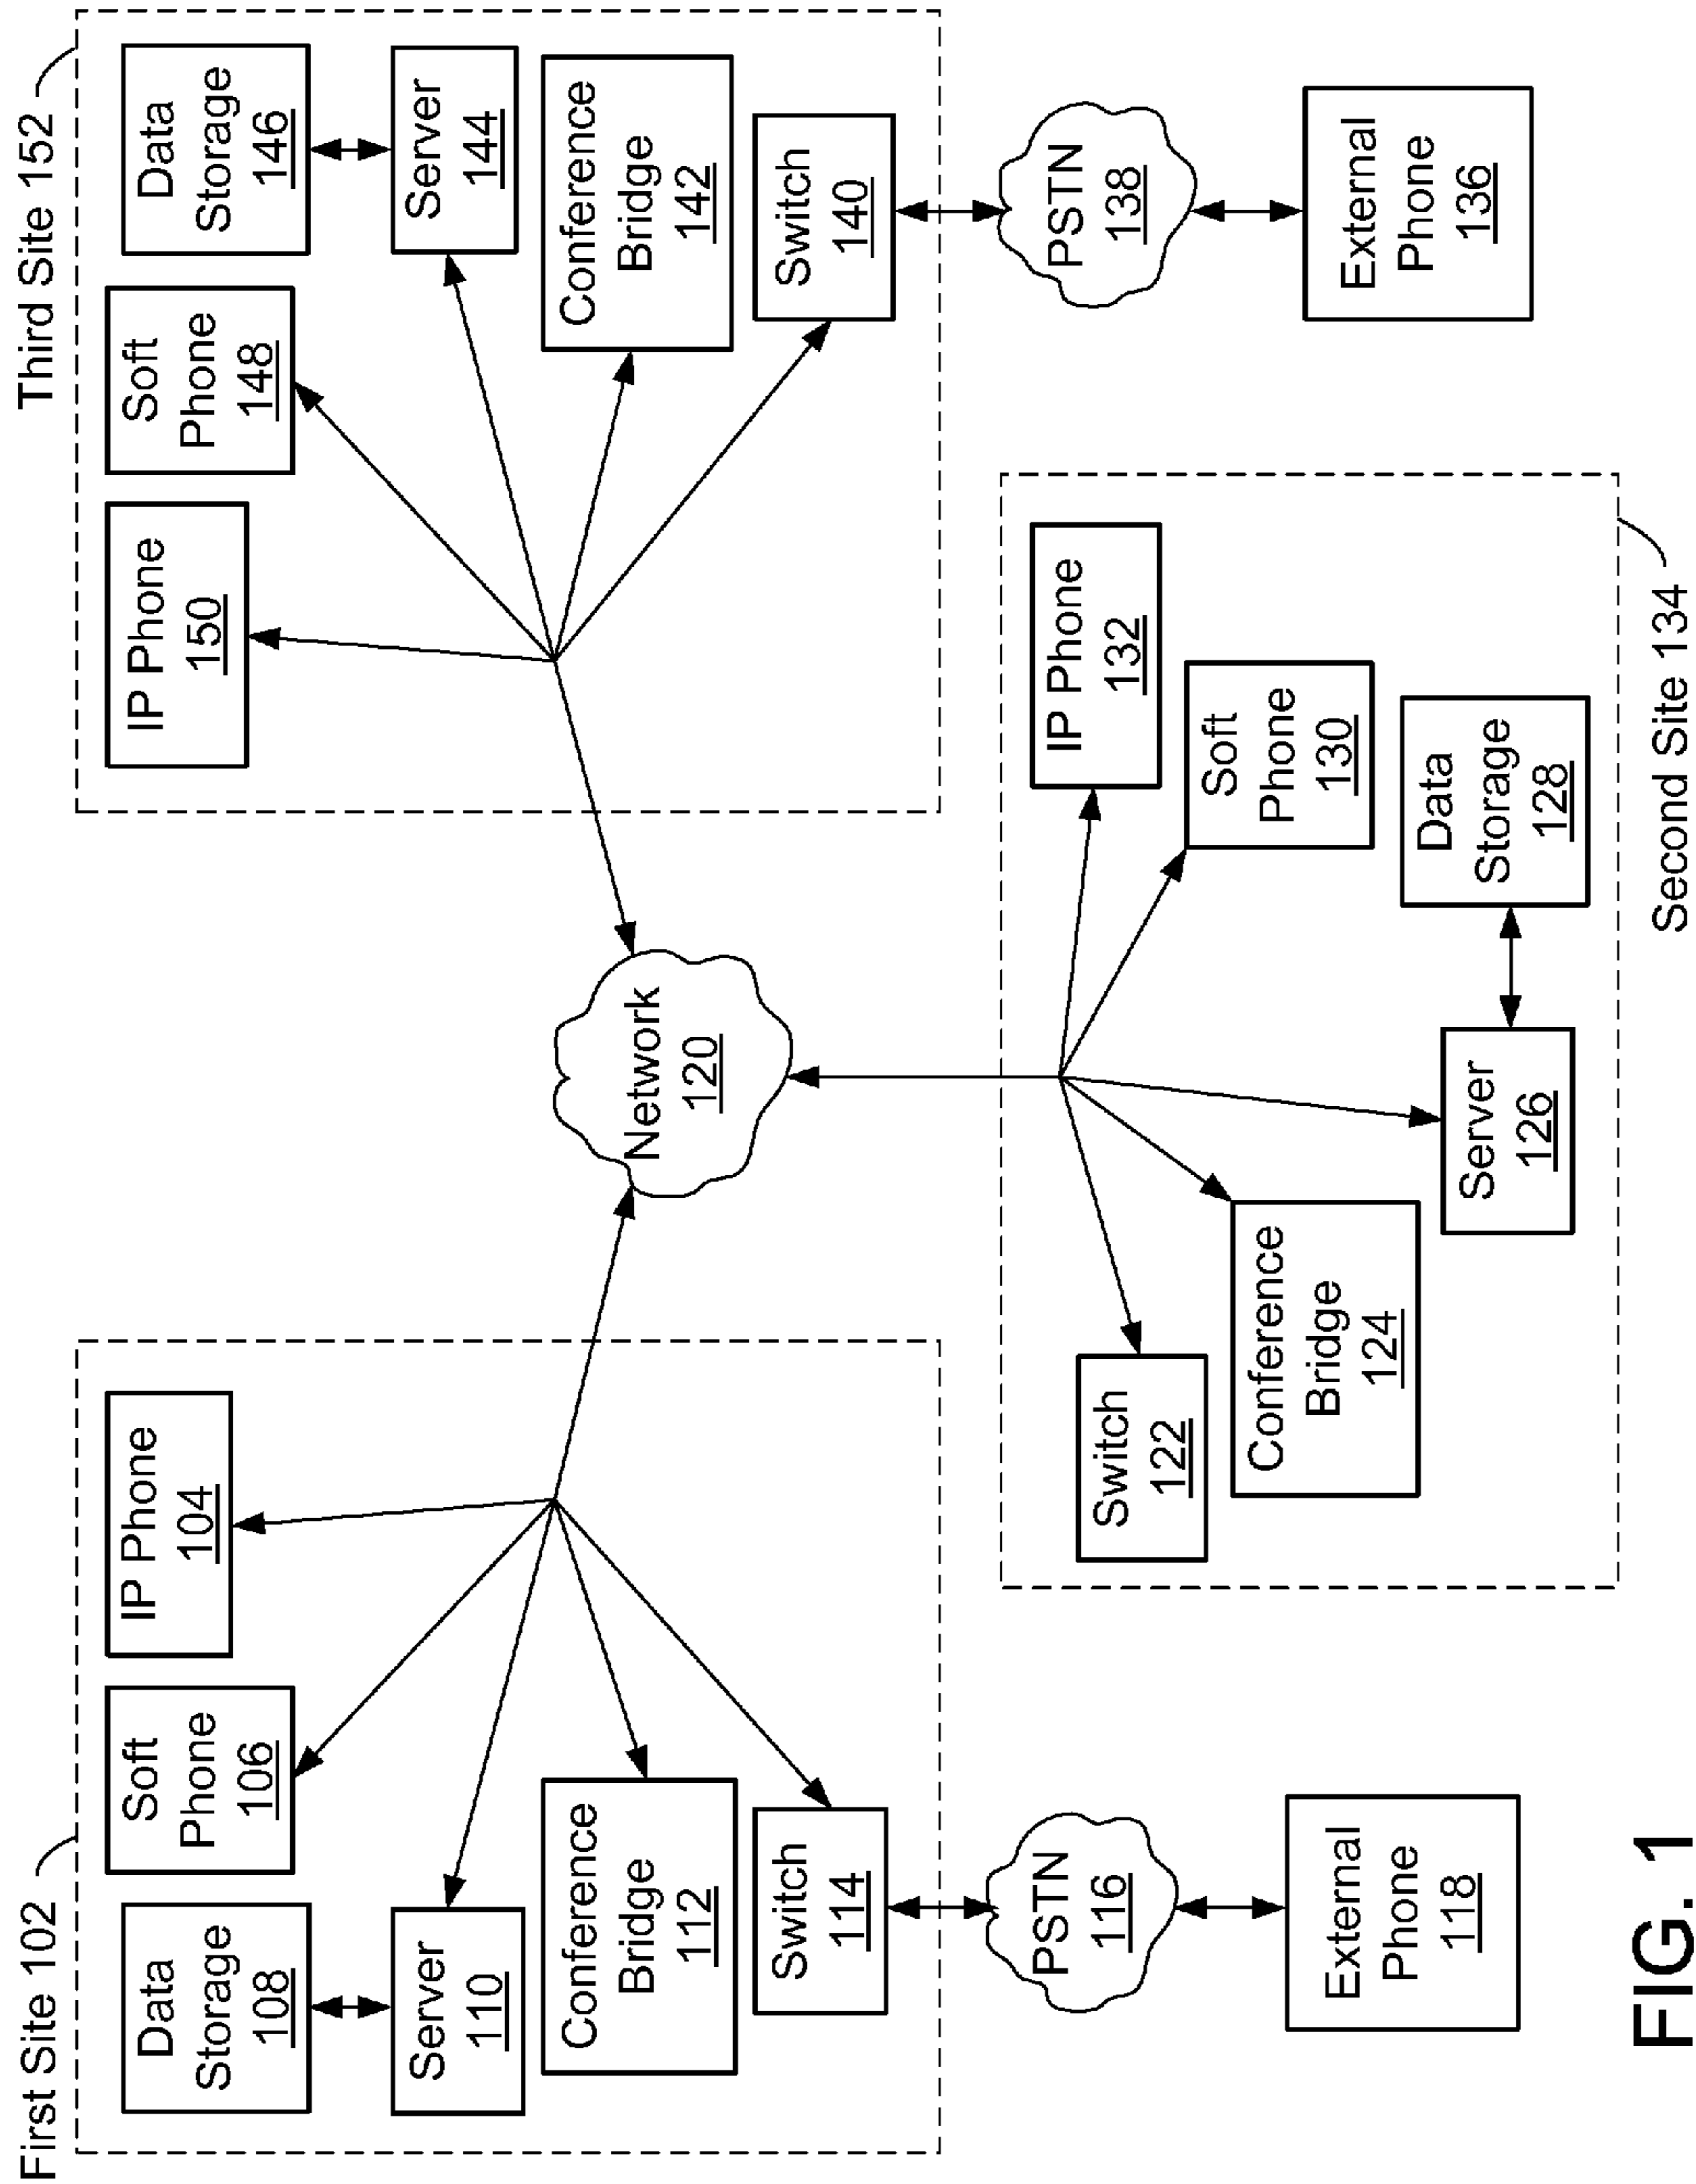 First Site 102
Third Site 152
Data
Storage
108
Soft
Phone
106
IP Phone
104
IP Phone
150
Soft
Phone
148
Data
Storage
146
Server
110
Server
144
Conference
Bridge
112
Network
120
Conference
Bridge
142
Switch
114
Switch
140
PSTN
116
Switch
122
IP Phone
132
PSTN
138
Conference
Bridge
124
Soft
Phone
130
External
Phone
118
Server
126
Data
Storage
128
External
Phone
136
Second Site 134
FIG. 1